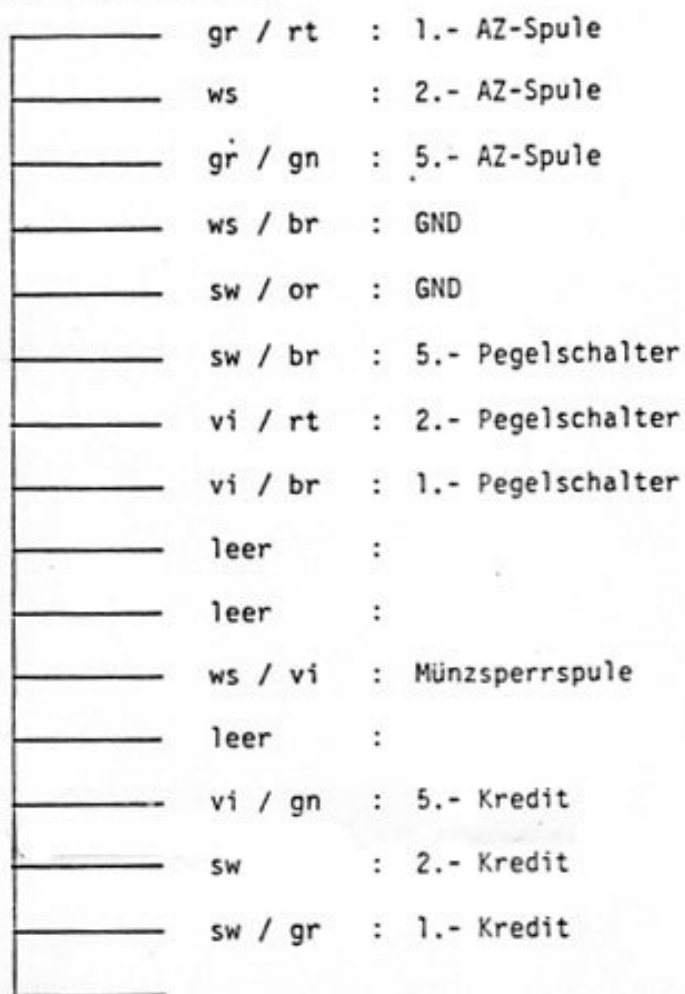 gr / rt : 1.- AZ-Spule
ws : 2.- AZ-Spule
gr / gn : 5.- AZ-Spule
ws / br : GND
sw / or : GND
sw / br : 5.- Pegelschalter
vi / rt : 2.- Pegelschalter
vi / br : 1.- Pegelschalter
leer :
leer :
ws / vi : Münzsperrspule
leer :
vi / gn : 5.- Kredit
sw : 2.- Kredit
sw / gr : 1.- Kredit